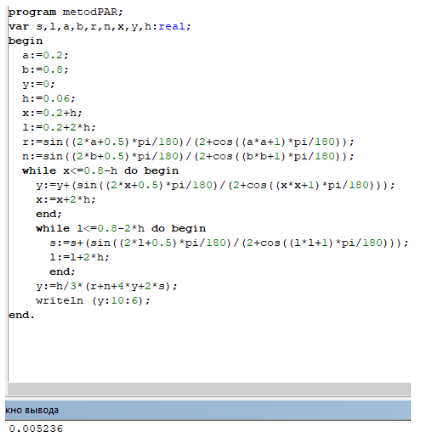 program metodPAR;
var s,l,a,b,r,n,x,y,h:real;
begin
a:=0.2;
b:=0.8;
y:=0;
h:=0.06;
x:=0.2+h;
l:=0.2+2*h;
r:=sin((2*a+0.5)*pi/180)/(2+cos((a*a+1)*pi/180));
n:=sin((2*b+0.5)*pi/180)/(2+cos((b*b+1)*pi/180));
while x<=0.8-h do begin
y:=y+(sin((2*x+0.5)*pi/180)/(2+cos((x*x+1)*pi/180)));
x:=x+2*h;
end;
while l<=0.8-2*h do begin
s:=s+(sin((2*l+0.5)*pi/180)/(2+cos((l*l+1)*pi/180)));
l:=l+2*h;
end;
y:=h/3*(r+n+4*y+2*s);
writeln (y:10:6);
end.
кно вывода
0.005236